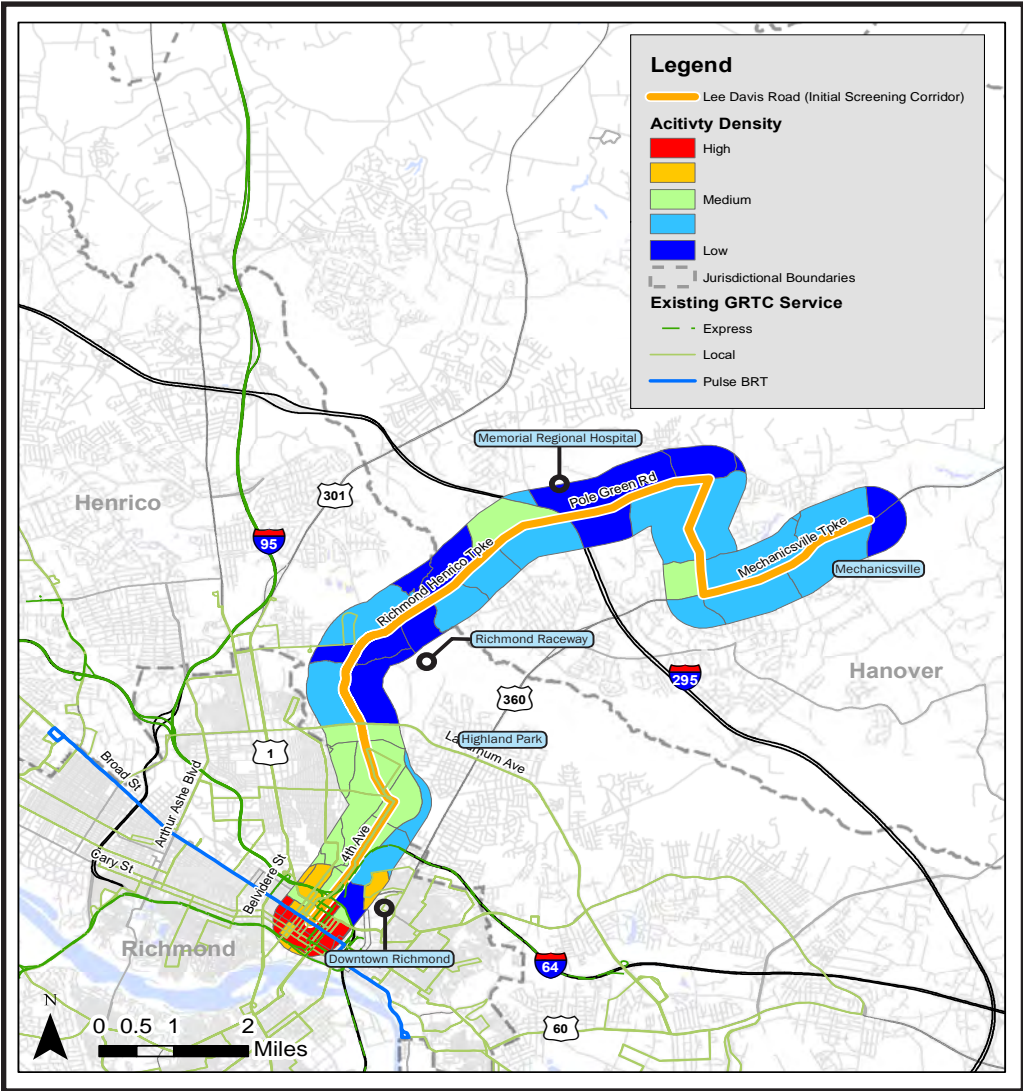 Legend
Lee Davis Road (Initial Screening Corridor)
Acitivty Density
High
Medium
Low
Jurisdictional Boundaries
Existing GRTC Service
Express
Local
Pulse BRT
Memorial Regional Hospital
Pole Green Rd
Henrico
301
95
Mechanicsville Tpke
Richmond Henrico Tpke
Mechanicsville
Richmond Raceway
Hanover
295
360
Highland Park
1
Broad St
Arthur Ashe Blvd
4th Ave
Cary St
Belvidere St
Richmond
Downtown Richmond
64
60
N
0 0.5 1 2
Miles